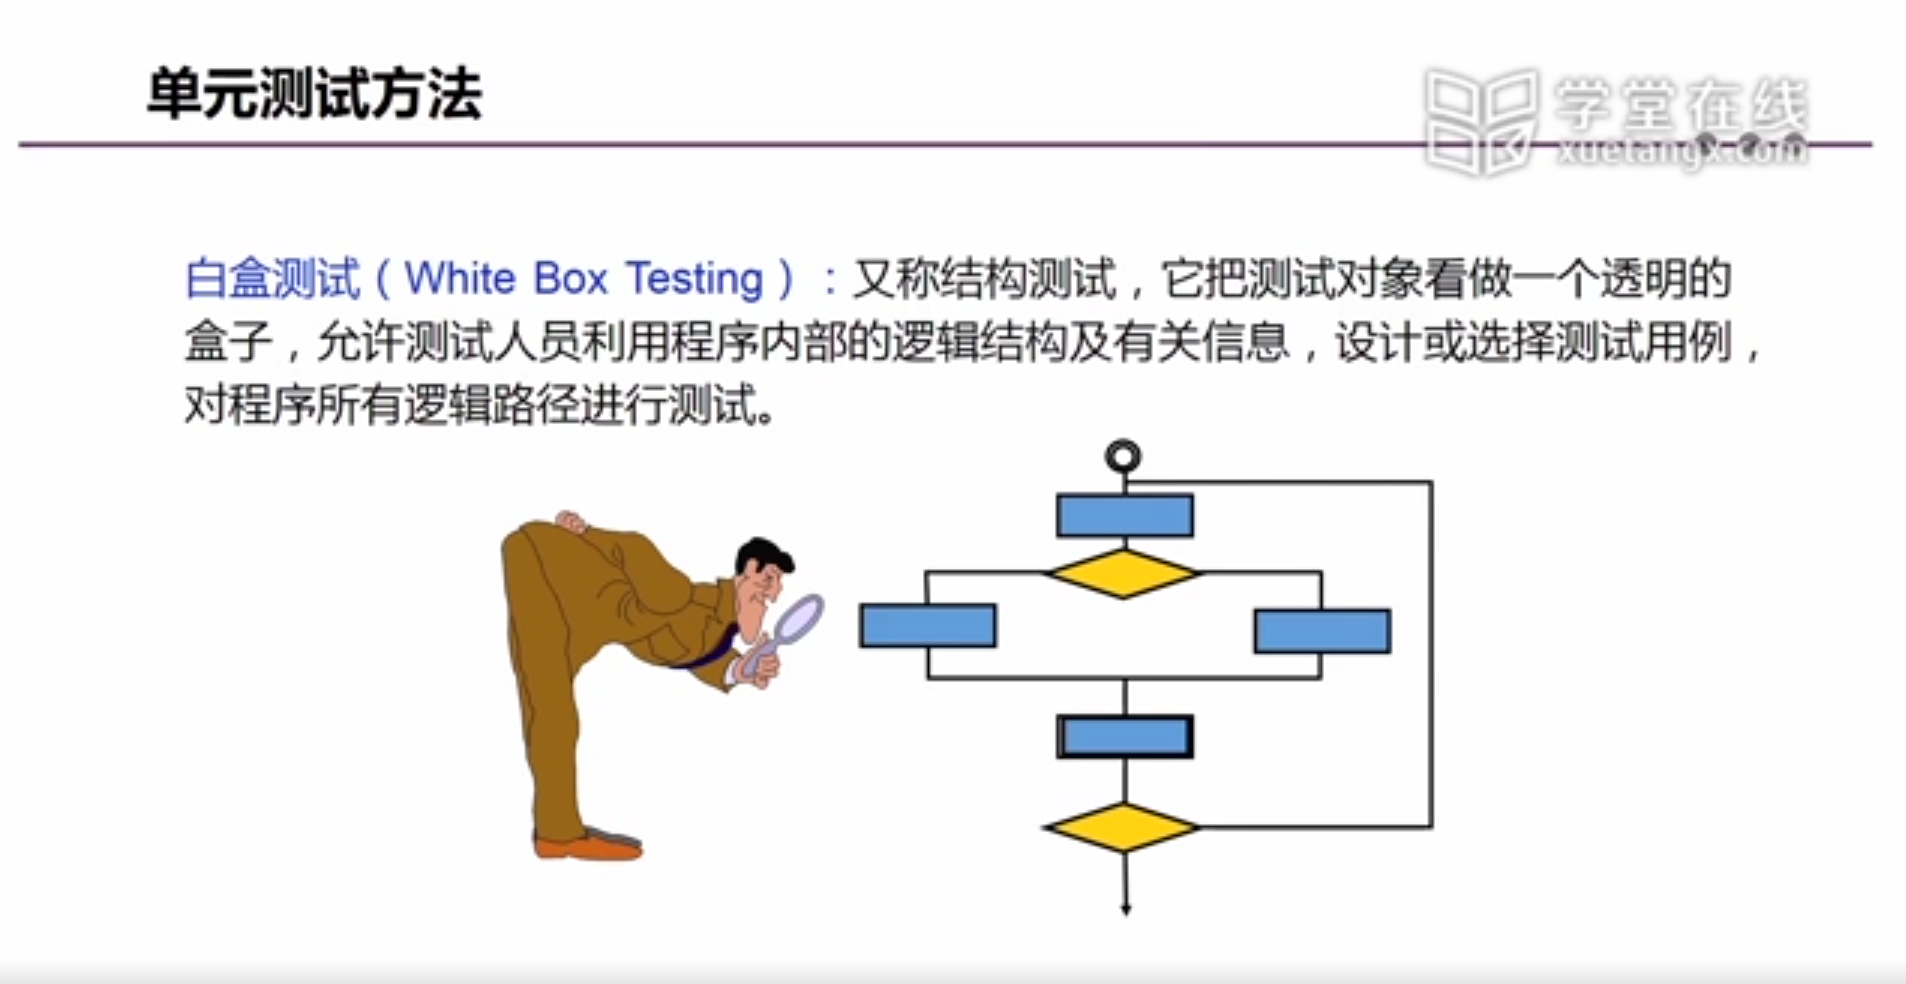 单元测试方法
学堂在线
xuetangx.com
白盒测试（White Box Testing）：又称结构测试，它把测试对象看做一个透明的
盒子，允许测试人员利用程序内部的逻辑结构及有关信息，设计或选择测试用例，
对程序所有逻辑路径进行测试。